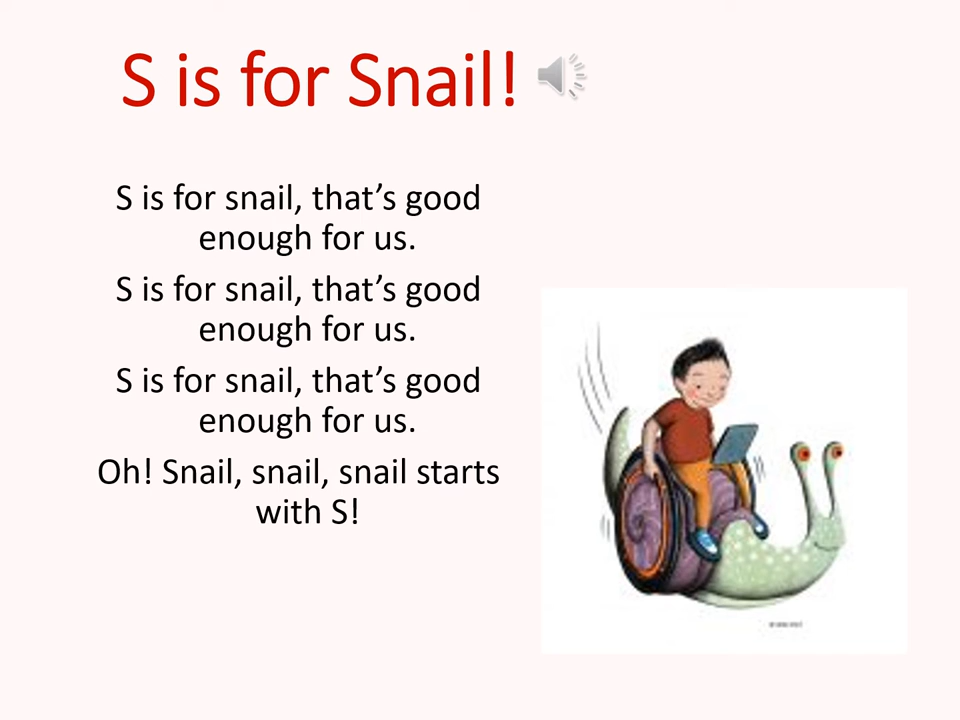 S is for Snail!
S is for snail, that’s good
enough for us.
S is for snail, that’s good
enough for us.
S is for snail, that’s good
enough for us.
Oh! Snail, snail, snail starts
with S!